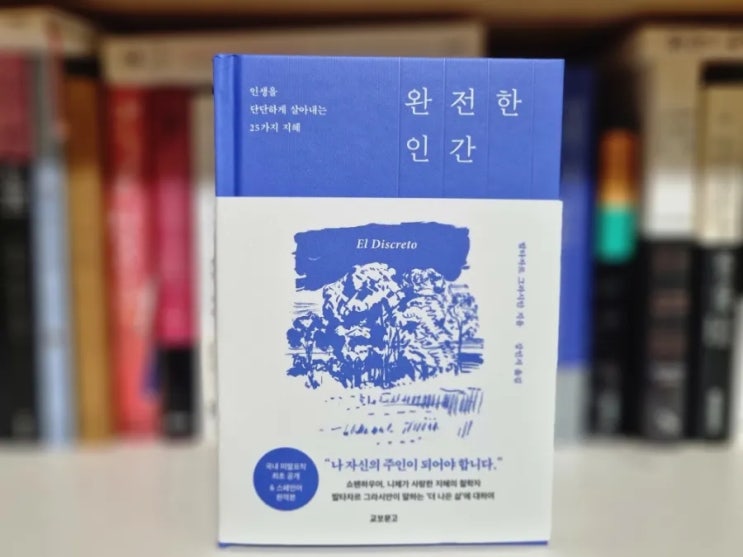 인생을
단단하게 살아내는
25가지 지혜
완전한
인간
El Discreto
발타자르 그라시안 지음
강민지 옮김
국내 미발표작
최초 공개
& 스페인어
완역본
“나 자신의 주인이 되어야 합니다.”
쇼펜하우어, 니체가 사랑한 지혜의 철학자
발타자르 그라시안이 말하는 ‘더 나은 삶’에 대하여
교보문고